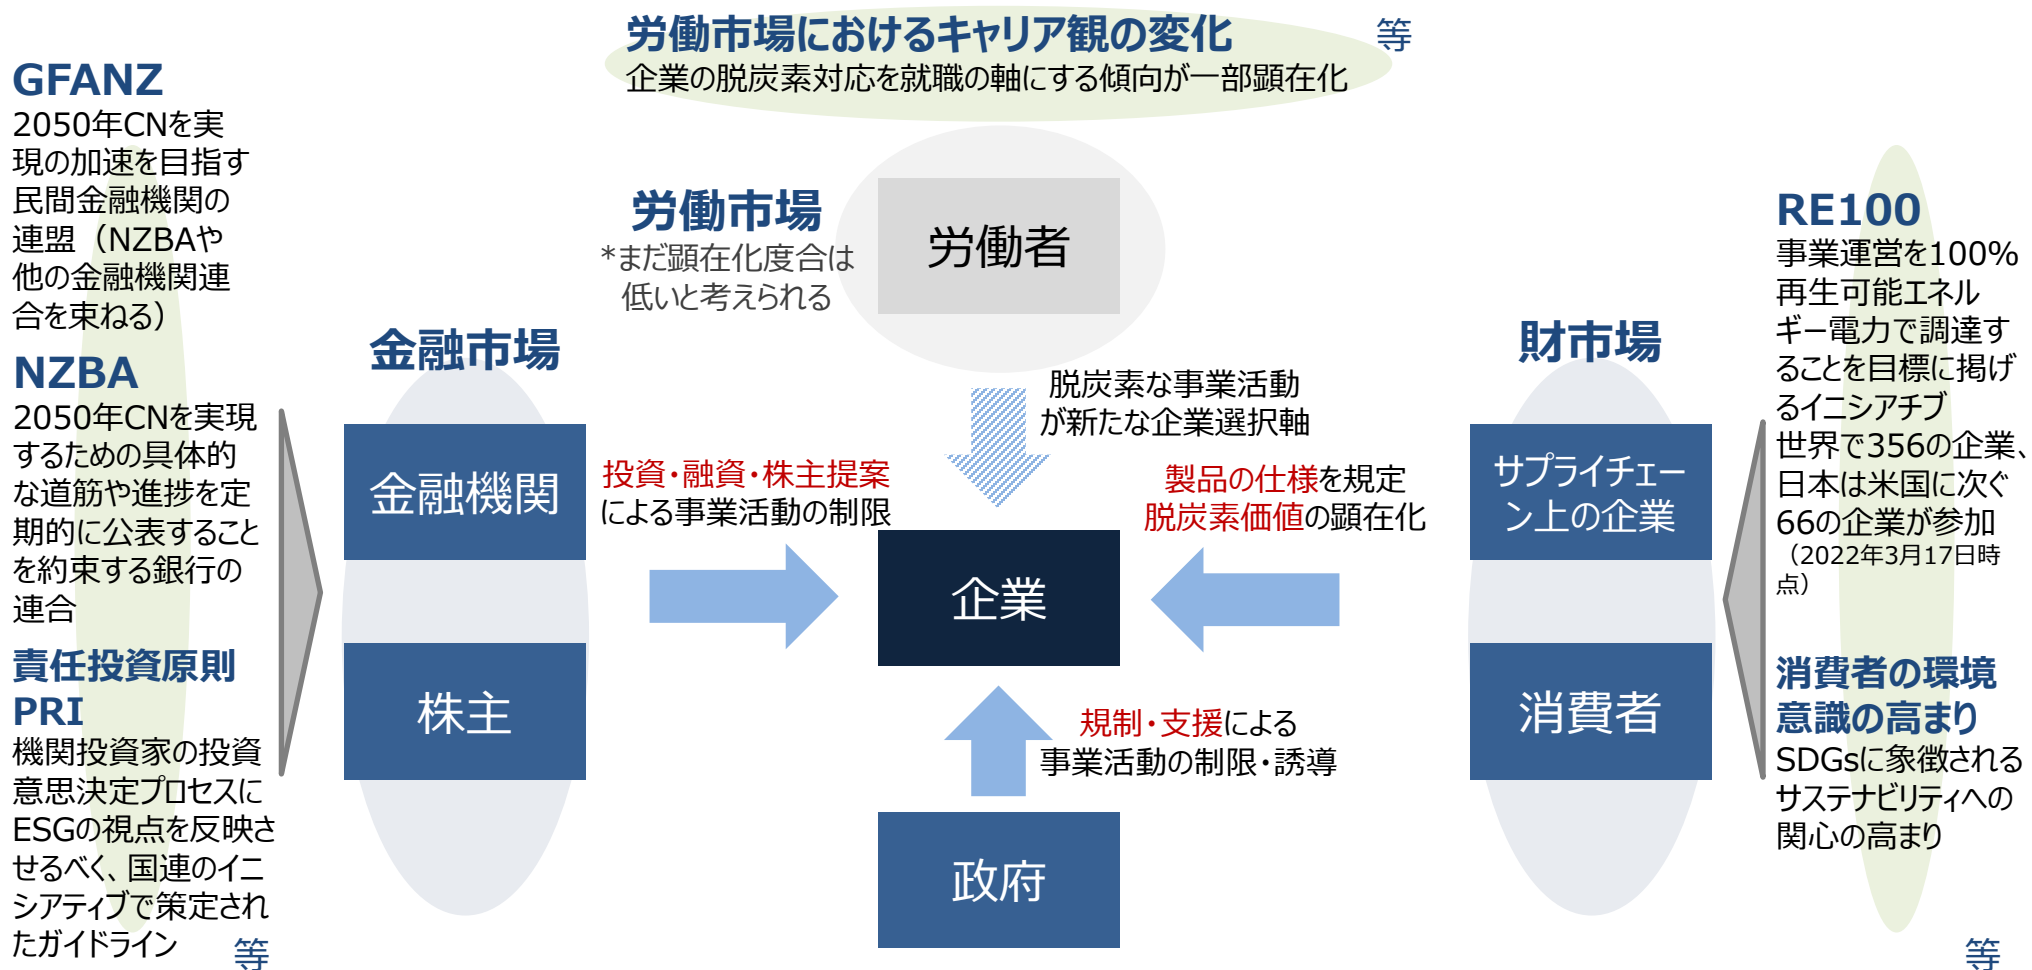 労働市場におけるキャリア観の変化
等
企業の脱炭素対応を就職の軸にする傾向が一部顕在化
GFANZ
2050年CNを実
現の加速を目指す
民間金融機関の
連盟（NZBAや
他の金融機関連
合を束ねる）
NZBA
2050年CNを実現
するための具体的
な道筋や進捗を定
期的に公表すること
を約束する銀行の
連合
責任投資原則
PRI
機関投資家の投資
意思決定プロセスに
ESGの視点を反映さ
せるべく、国連のイニ
シアティブで策定され
たガイドライン
等
金融市場
金融機関
株主
投資・融資・株主提案
による事業活動の制限
労働市場
*まだ顕在化度合は
低いと考えられる
労働者
脱炭素な事業活動
が新たな企業選択軸
企業
規制・支援による
事業活動の制限・誘導
政府
製品の仕様を規定
脱炭素価値の顕在化
財市場
サプライチェー
ン上の企業
消費者
RE100
事業運営を100%
再生可能エネル
ギー電力で調達す
ることを目標に掲げ
るイニシアチブ
世界で356の企業、
日本は米国に次ぐ
66の企業が参加
（2022年3月17日時
点）
消費者の環境
意識の高まり
SDGsに象徴される
サステナビリティへの
関心の高まり
等